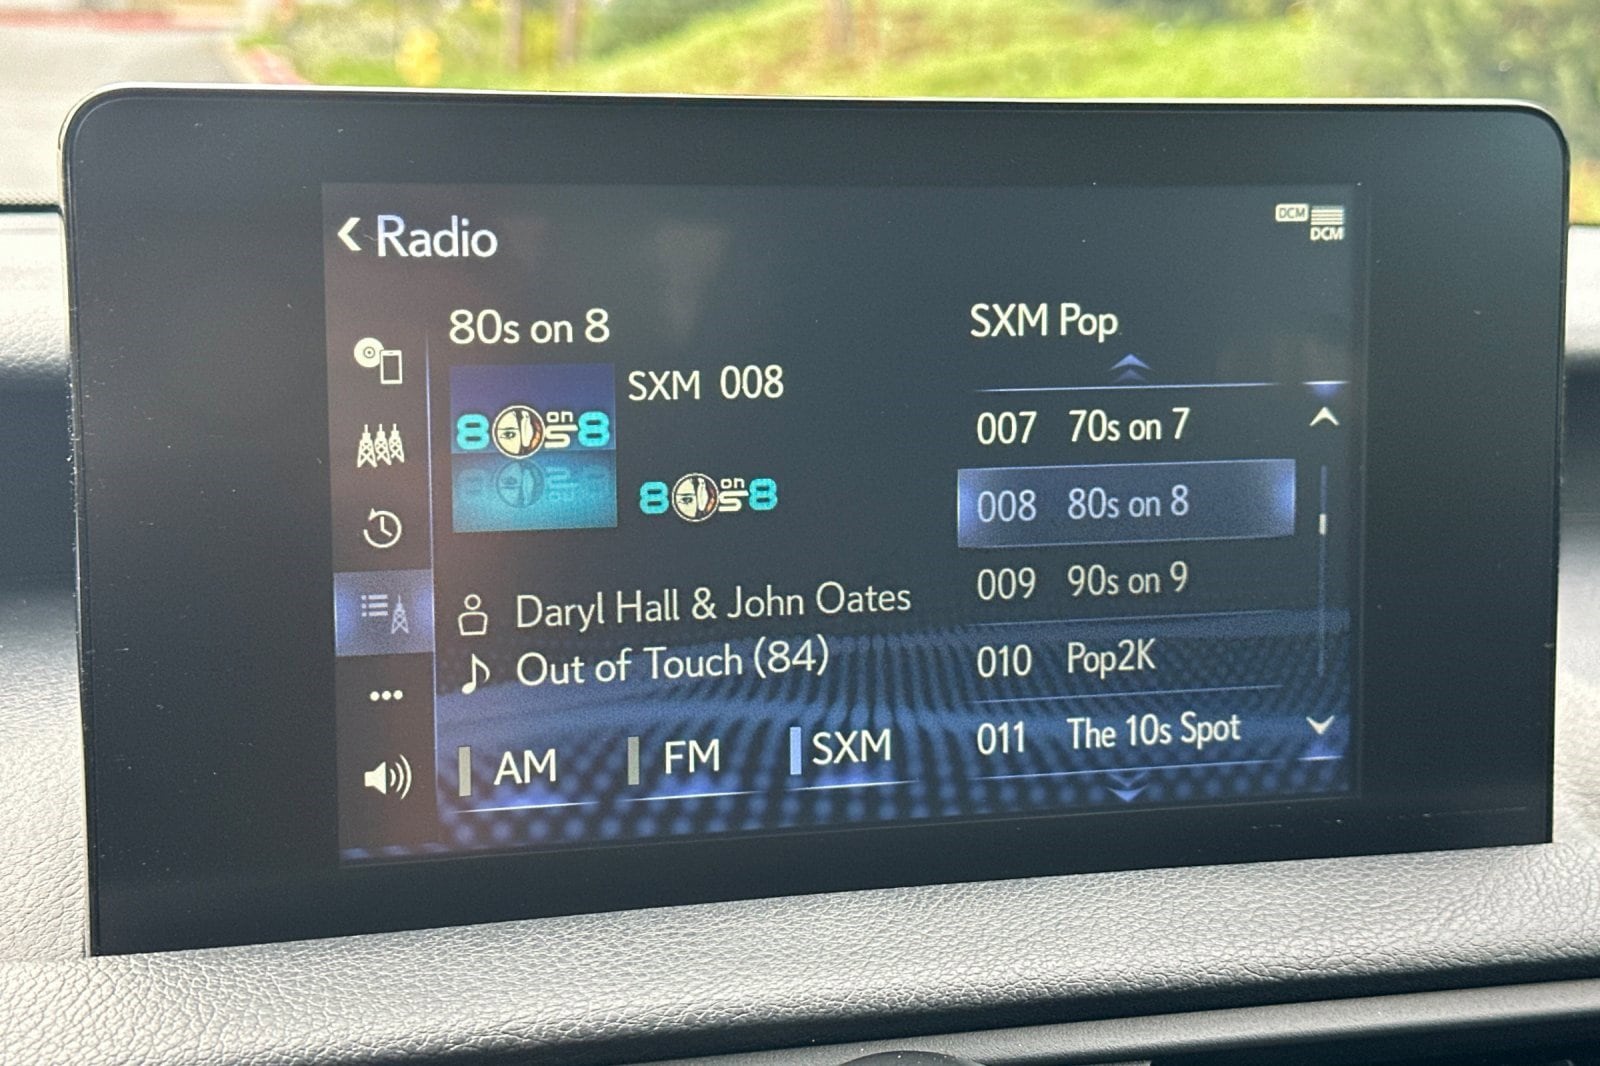 Radio
DCM
DCM
80s on 8
SXM 008
80s on 8
80s on 8
Daryl Hall & John Oates
Out of Touch (84)
AM
FM
SXM
SXM Pop
007 70s on 7
008 80s on 8
009 90s on 9
010 Pop2K
011 The 10s Spot